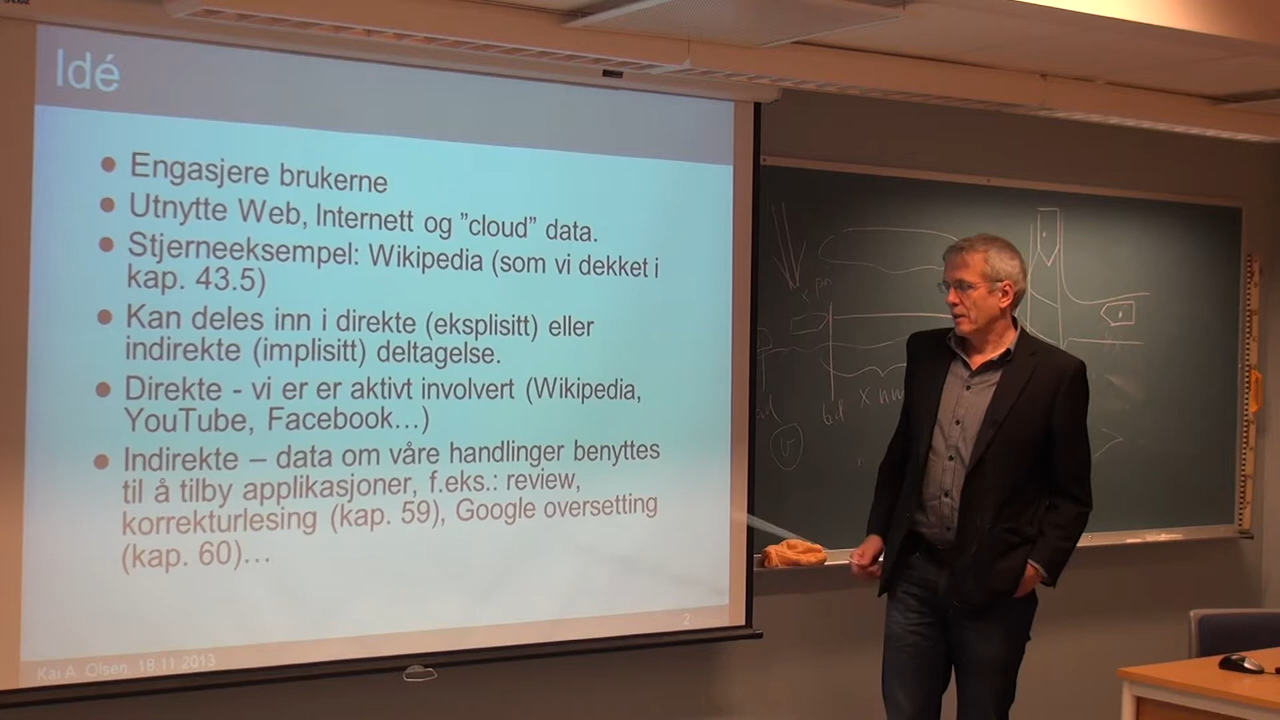 Idé
Engasjere brukerne
Utnytte Web, Internett og ”cloud” data.
Stjerneeksempel: Wikipedia (som vi dekket i
kap. 43.5)
Kan deles inn i direkte (eksplisitt) eller
indirekte (implisitt) deltagelse.
Direkte - vi er er aktivt involvert (Wikipedia,
YouTube, Facebook…)
Indirekte – data om våre handlinger benyttes
til å tilby applikasjoner, f.eks.: review,
korrekturlesing (kap. 59), Google oversetting
(kap. 60)…
2
Kai A. Olsen, 18.11.2013